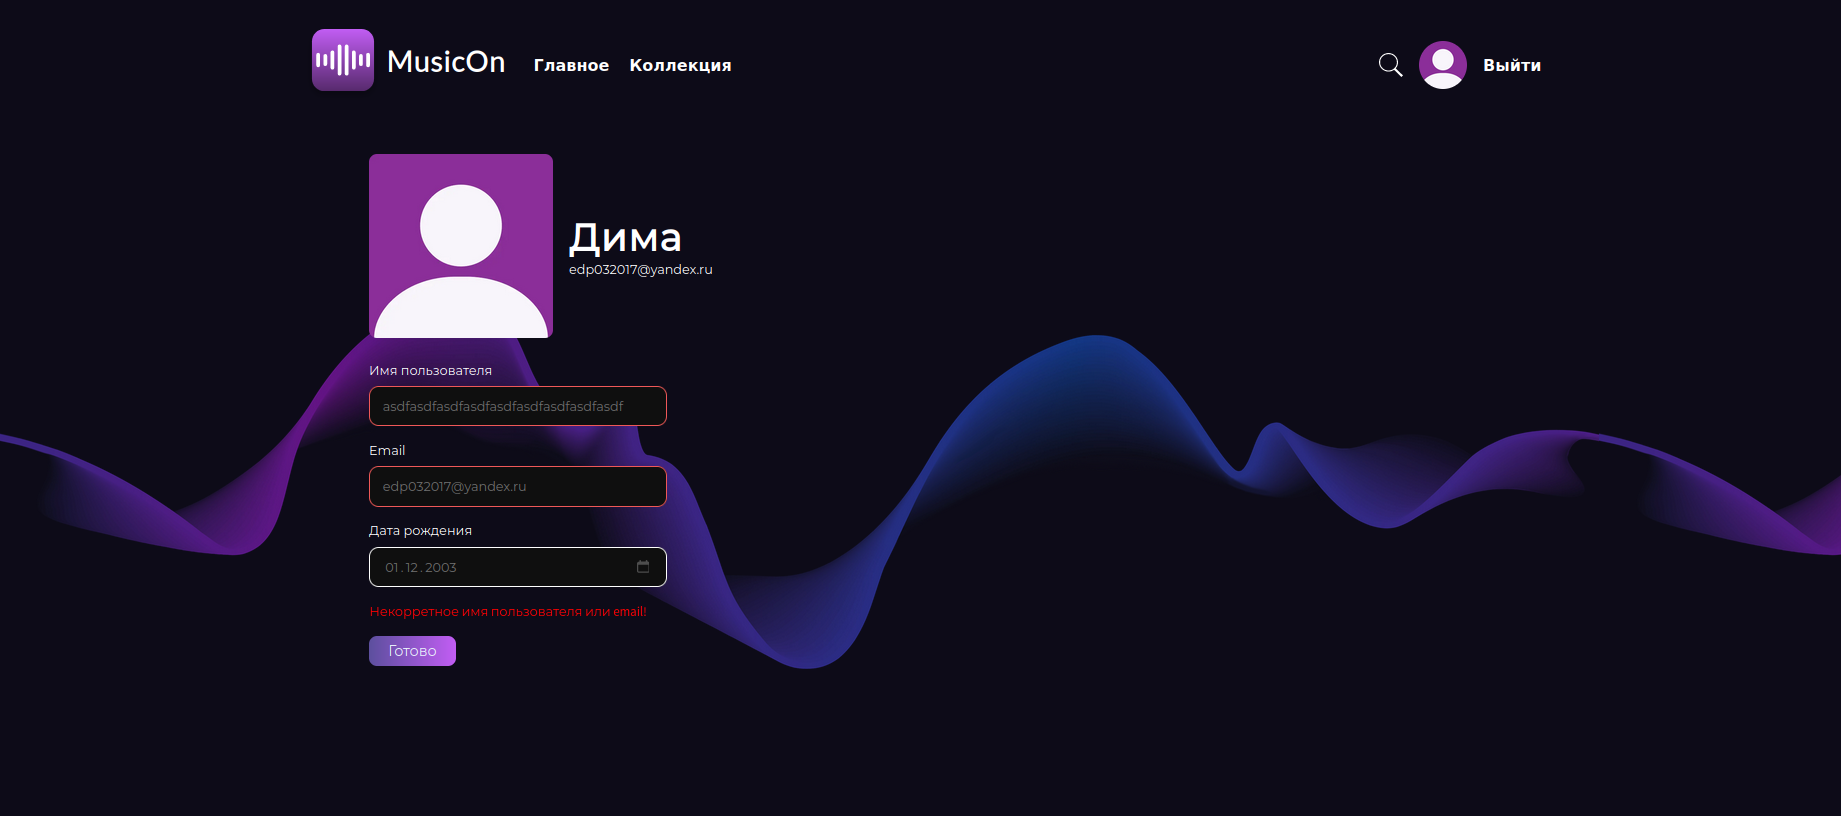 MusicOn Главное Коллекция Выйти
Дима
edp032017@yandex.ru
Имя пользователя
asdfasdfasdfasdfasdfasdfasdfasdfasdf
Email
edp032017@yandex.ru
Дата рождения
01.12.2003
Некорретное имя пользователя или email!
Готово